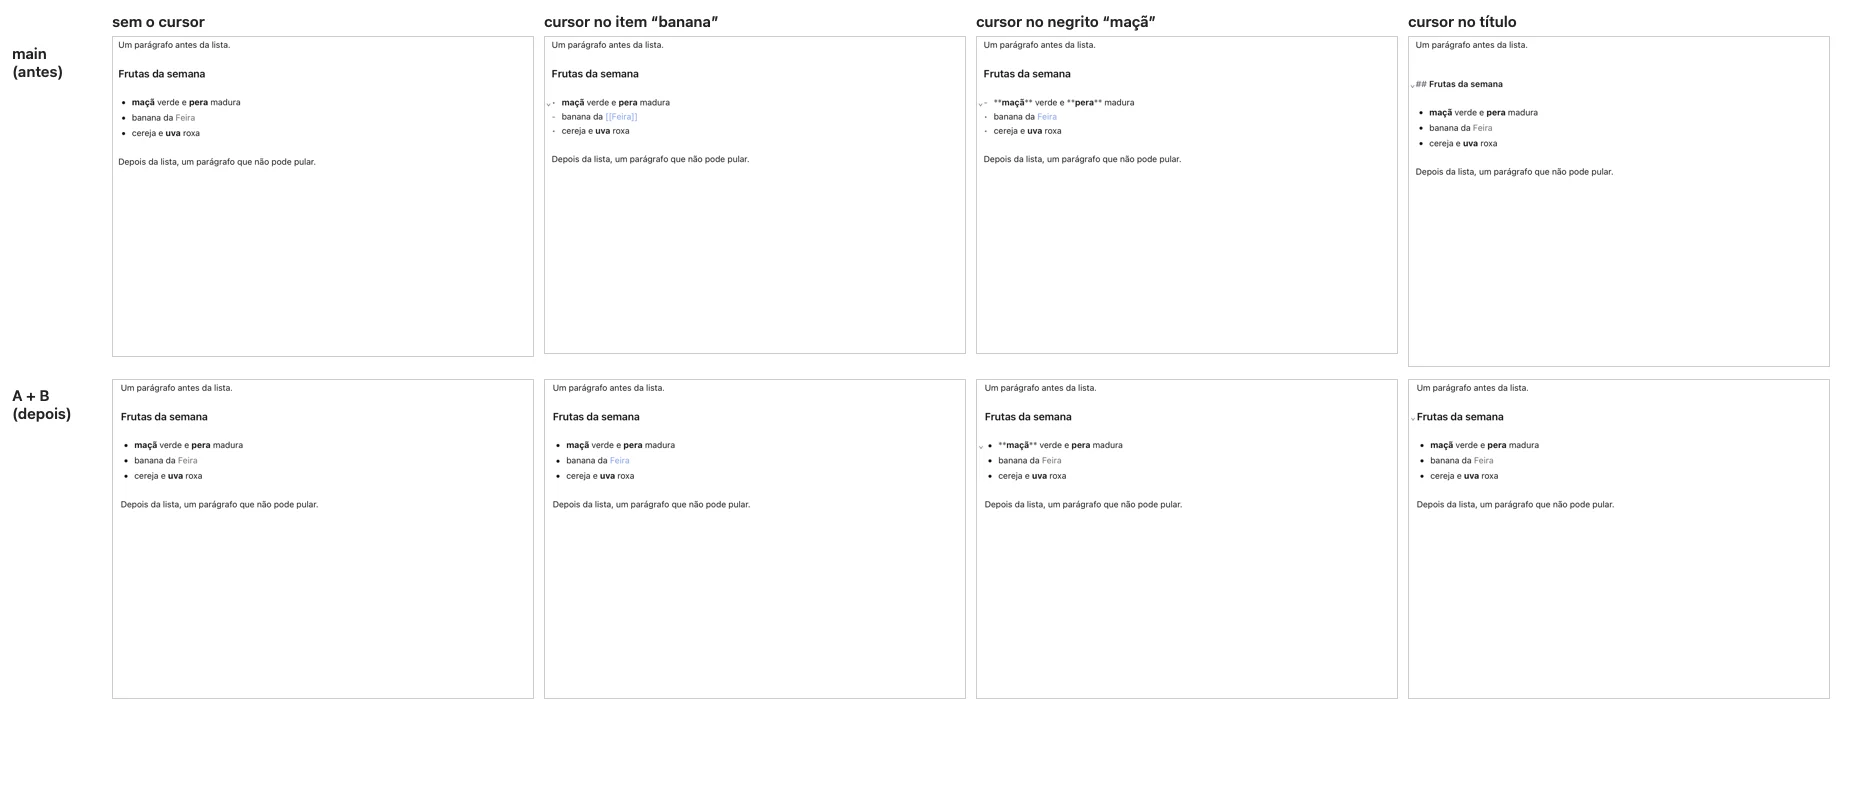 sem o cursor
cursor no item “banana”
cursor no negrito “maçã”
cursor no título
main
(antes)
Um parágrafo antes da lista.
Frutas da semana
• maçã verde e pera madura
• banana da Feira
• cereja e uva roxa
Depois da lista, um parágrafo que não pode pular.
Um parágrafo antes da lista.
Frutas da semana
- maçã verde e pera madura
- banana da [[Feira]]
- cereja e uva roxa
Depois da lista, um parágrafo que não pode pular.
Um parágrafo antes da lista.
Frutas da semana
- **maçã** verde e **pera** madura
- banana da Feira
- cereja e uva roxa
Depois da lista, um parágrafo que não pode pular.
Um parágrafo antes da lista.
## Frutas da semana
• maçã verde e pera madura
• banana da Feira
• cereja e uva roxa
Depois da lista, um parágrafo que não pode pular.
A + B
(depois)
Um parágrafo antes da lista.
Frutas da semana
• maçã verde e pera madura
• banana da Feira
• cereja e uva roxa
Depois da lista, um parágrafo que não pode pular.
Um parágrafo antes da lista.
Frutas da semana
• maçã verde e pera madura
• banana da Feira
• cereja e uva roxa
Depois da lista, um parágrafo que não pode pular.
Um parágrafo antes da lista.
Frutas da semana
• **maçã** verde e pera madura
• banana da Feira
• cereja e uva roxa
Depois da lista, um parágrafo que não pode pular.
Um parágrafo antes da lista.
Frutas da semana
• maçã verde e pera madura
• banana da Feira
• cereja e uva roxa
Depois da lista, um parágrafo que não pode pular.